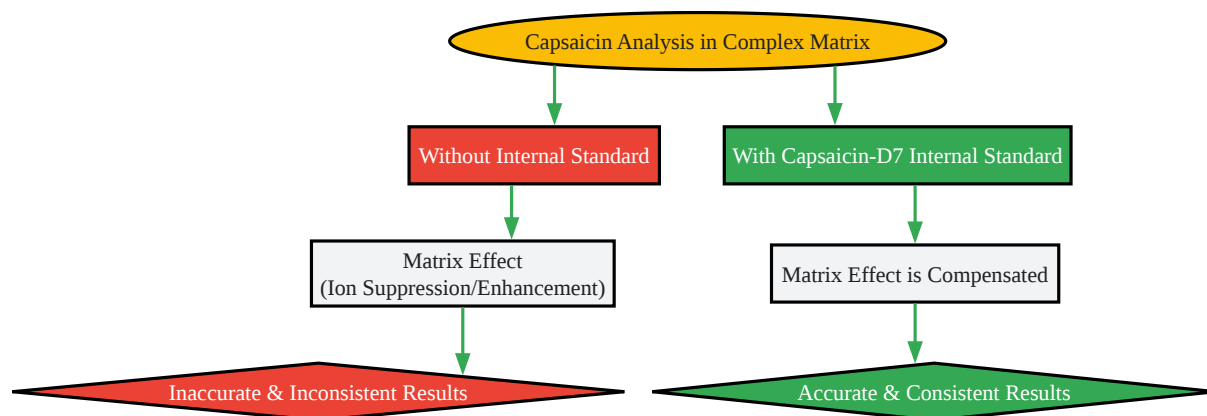 Capsaicin Analysis in Complex Matrix
Without Internal Standard
With Capsaicin-D7 Internal Standard
Matrix Effect
(Ion Suppression/Enhancement)
Matrix Effect is Compensated
Inaccurate & Inconsistent Results
Accurate & Consistent Results